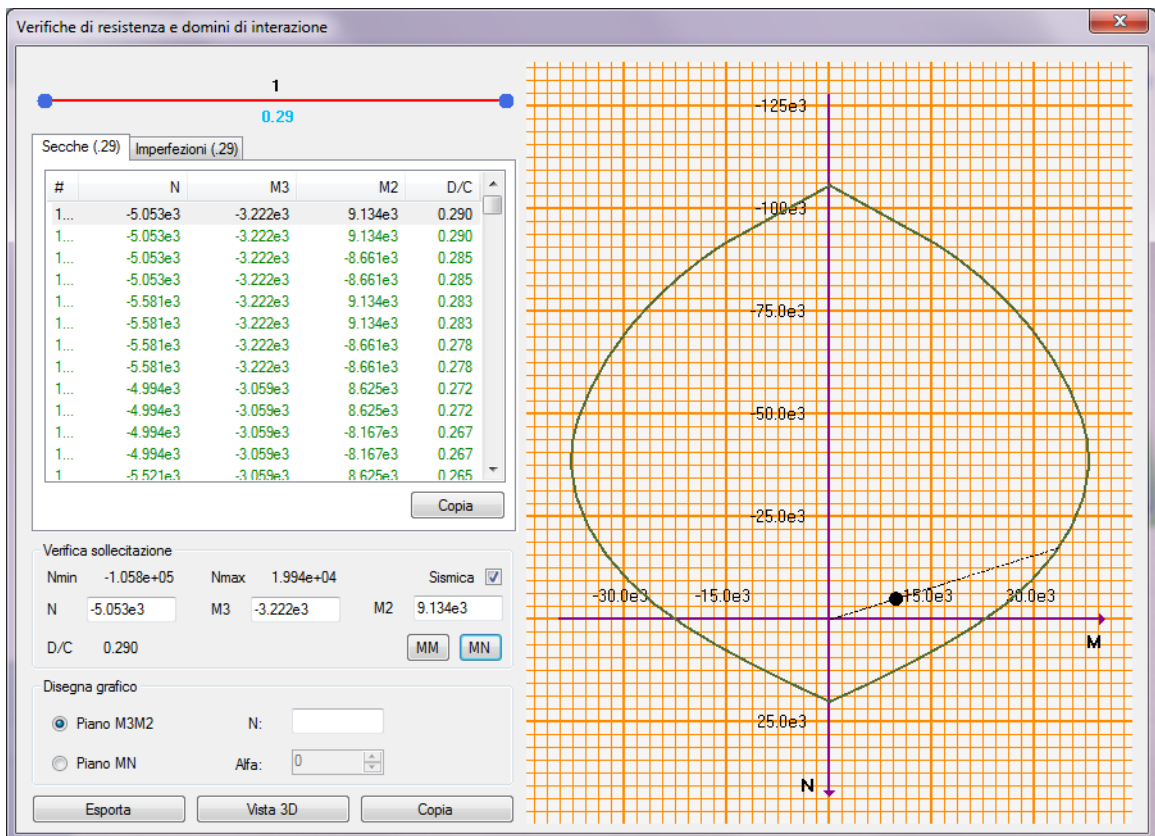 Verifiche di resistenza e domini di interazione
x
1
0.29
Secche (.29) Imperfezioni (.29)
# N M3 M2 D/C
1... -5.053e3 -3.222e3 9.134e3 0.290
1... -5.053e3 -3.222e3 9.134e3 0.290
1... -5.053e3 -3.222e3 -8.661e3 0.285
1... -5.053e3 -3.222e3 -8.661e3 0.285
1... -5.581e3 -3.222e3 9.134e3 0.283
1... -5.581e3 -3.222e3 9.134e3 0.283
1... -5.581e3 -3.222e3 -8.661e3 0.278
1... -5.581e3 -3.222e3 -8.661e3 0.278
1... -4.994e3 -3.059e3 8.625e3 0.272
1... -4.994e3 -3.059e3 8.625e3 0.272
1... -4.994e3 -3.059e3 -8.167e3 0.267
1... -4.994e3 -3.059e3 -8.167e3 0.267
1 -5.521e3 -3.059e3 8.625e3 0.265
Copia
Verifica sollecitazione
Nmin -1.058e+05 Nmax 1.994e+04 Sismica
N -5.053e3 M3 -3.222e3 M2 9.134e3
D/C 0.290 MM MN
Disegna grafico
Piano M3M2 N:
Piano MN Alfa: 0
Esporta Vista 3D Copia
-125e3
-100e3
-75.0e3
-50.0e3
-25.0e3
-30.0e3 -15.0e3 15.0e3 30.0e3
M
25.0e3
N